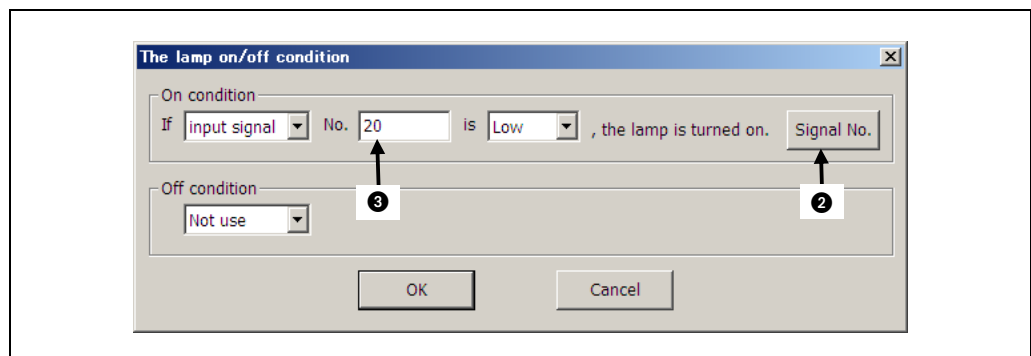 The lamp on/off condition
On condition
If input signal No. 20 is Low , the lamp is turned on. Signal No.
❸ ❷
Off condition
Not use
OK Cancel